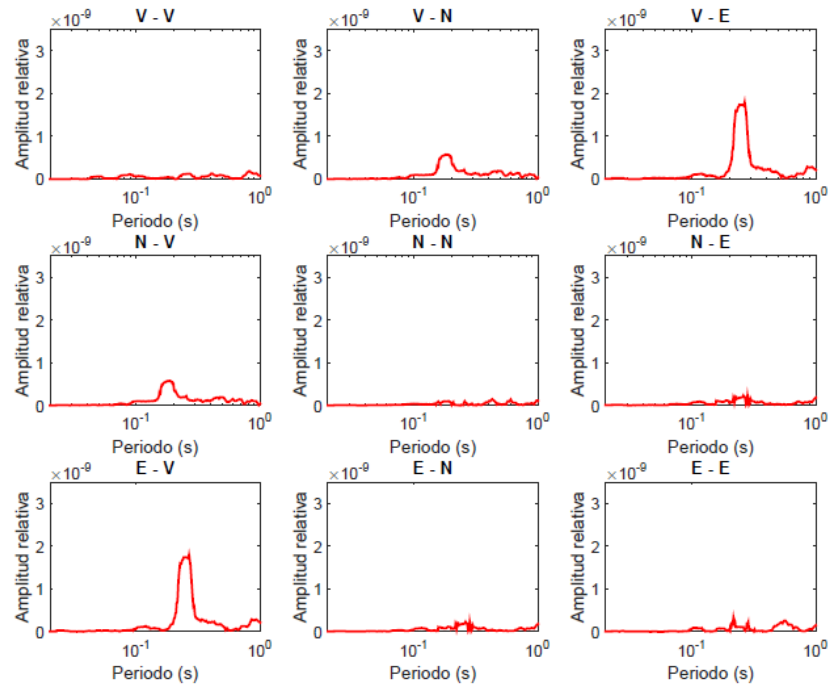 ×10⁻⁹ V - V
Amplitud relativa
3
2
1
0
10⁻¹ 10⁰
Periodo (s)
×10⁻⁹ V - N
Amplitud relativa
3
2
1
0
10⁻¹ 10⁰
Periodo (s)
×10⁻⁹ V - E
Amplitud relativa
3
2
1
0
10⁻¹ 10⁰
Periodo (s)
×10⁻⁹ N - V
Amplitud relativa
3
2
1
0
10⁻¹ 10⁰
Periodo (s)
×10⁻⁹ N - N
Amplitud relativa
3
2
1
0
10⁻¹ 10⁰
Periodo (s)
×10⁻⁹ N - E
Amplitud relativa
3
2
1
0
10⁻¹ 10⁰
Periodo (s)
×10⁻⁹ E - V
Amplitud relativa
3
2
1
0
10⁻¹ 10⁰
Periodo (s)
×10⁻⁹ E - N
Amplitud relativa
3
2
1
0
10⁻¹ 10⁰
Periodo (s)
×10⁻⁹ E - E
Amplitud relativa
3
2
1
0
10⁻¹ 10⁰
Periodo (s)